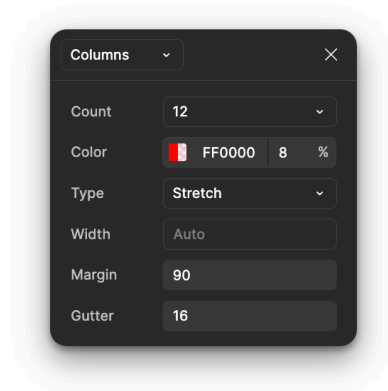 Columns
Count 12
Color FF0000 8 %
Type Stretch
Width Auto
Margin 90
Gutter 16